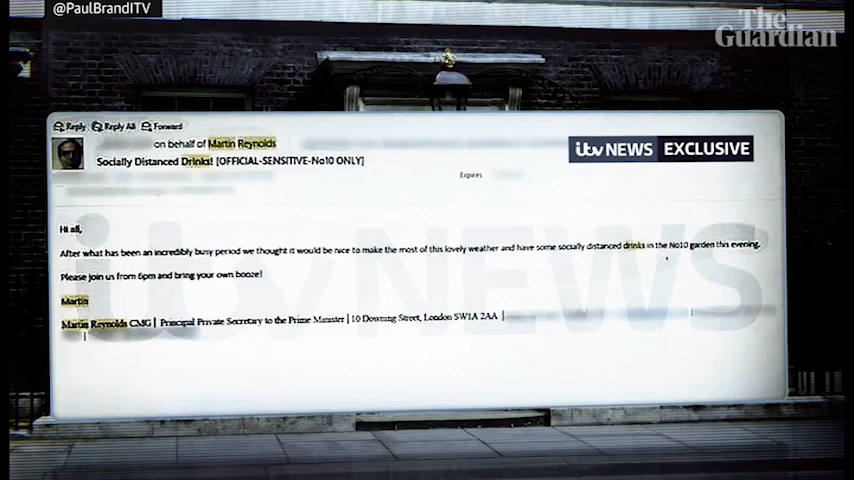 @PaulBrandITV
The
Guardian
Reply Reply All Forward
on behalf of Martin Reynolds
Socially Distanced Drinks! [OFFICIAL-SENSITIVE-No10 ONLY]
itv NEWS EXCLUSIVE
Expires
Hi all,
After what has been an incredibly busy period we thought it would be nice to make the most of this lovely weather and have some socially distanced drinks in the No10 garden this evening.
Please join us from 6pm and bring your own booze!
Martin
Martin Reynolds CMG | Principal Private Secretary to the Prime Minister | 10 Downing Street, London SW1A 2AA |
itv NEWS